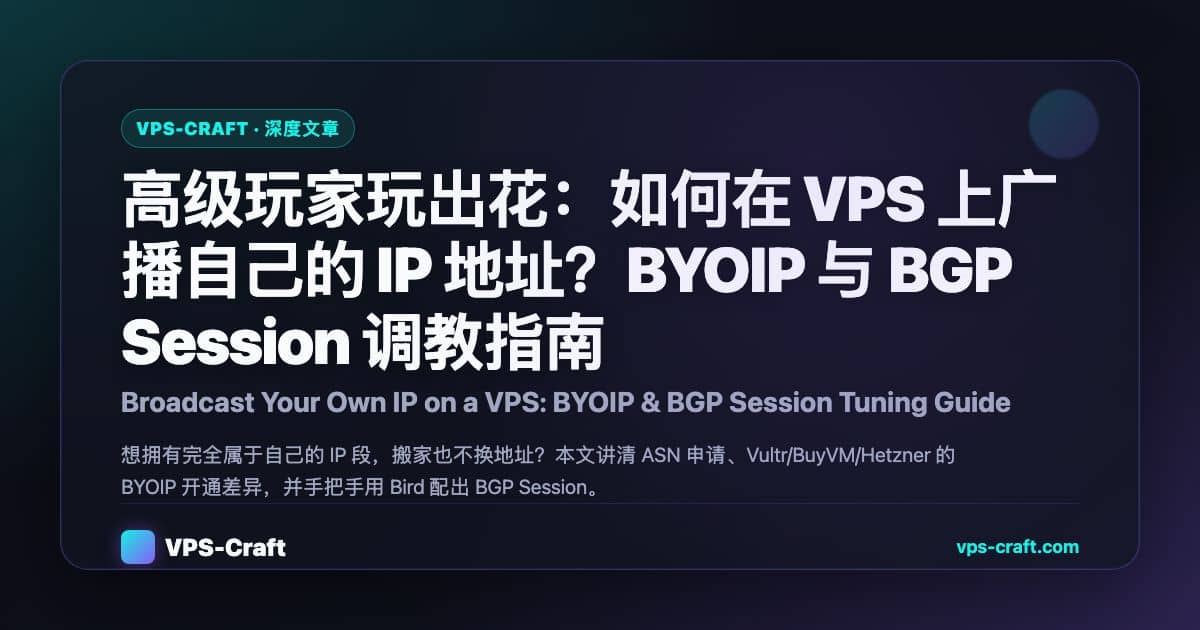 VPS-CRAFT · 深度文章
高级玩家玩出花：如何在 VPS 上广
播自己的 IP 地址？BYOIP 与 BGP
Session 调教指南
Broadcast Your Own IP on a VPS: BYOIP & BGP Session Tuning Guide
想拥有完全属于自己的 IP 段，搬家也不换地址？本文讲清 ASN 申请、Vultr/BuyVM/Hetzner 的
BYOIP 开通差异，并手把手用 Bird 配出 BGP Session。
VPS-Craft
vps-craft.com